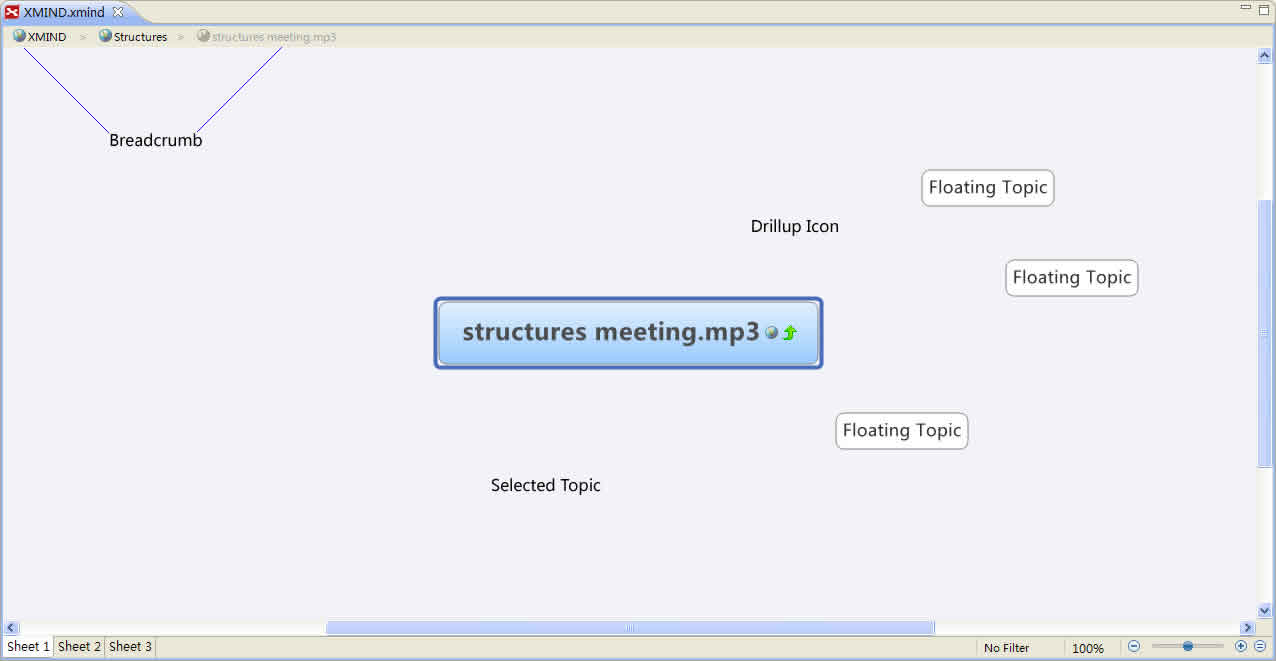 XMIND.xmind
XMIND > Structures > structures meeting.mp3
Breadcrumb
Floating Topic
Drillup Icon
Floating Topic
structures meeting.mp3
Floating Topic
Selected Topic
Sheet 1 Sheet 2 Sheet 3 No Filter 100%